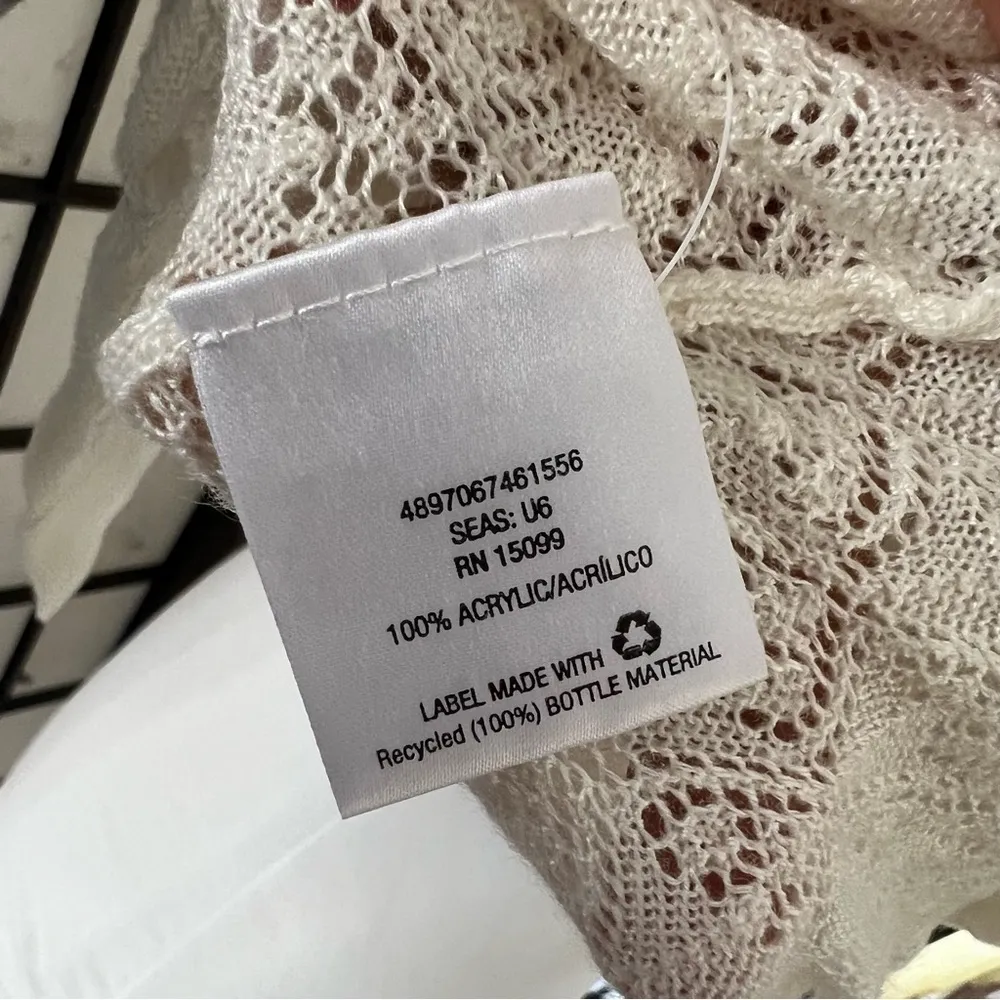 4897067461556
SEAS: U6
RN 15099
100% ACRYLIC/ACRÍLICO
LABEL MADE WITH
Recycled (100%) BOTTLE MATERIAL